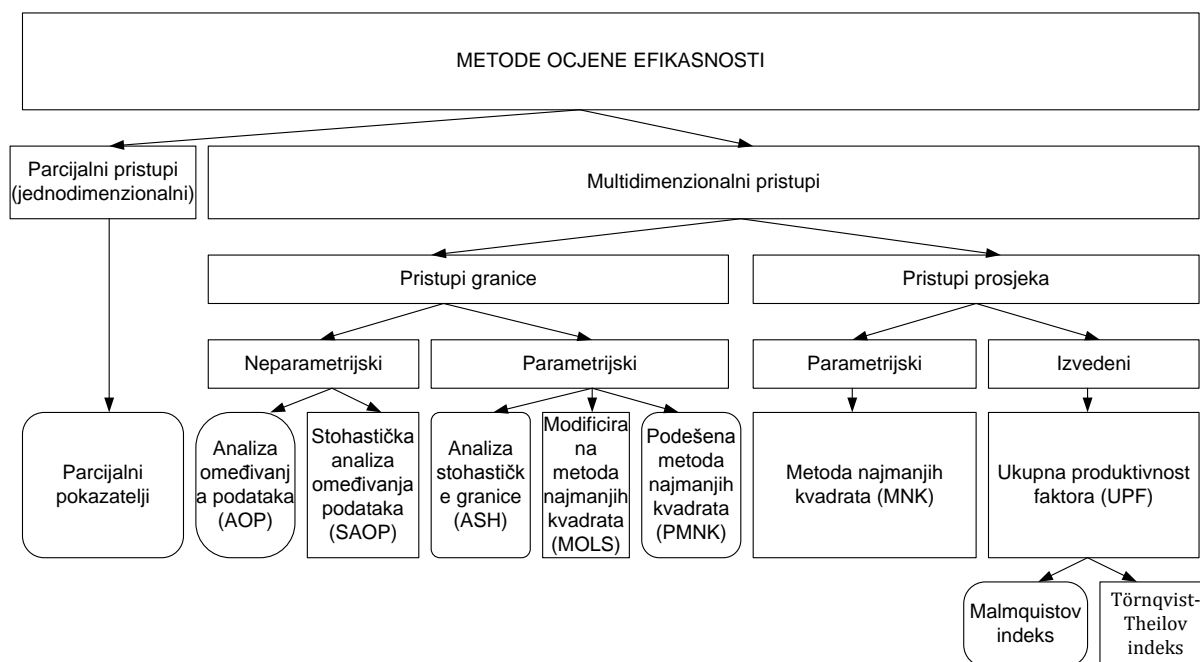 METODE OCJENE EFIKASNOSTI
Parcijalni pristupi
(jednodimenzionalni)
Multidimenzionalni pristupi
Pristupi granice
Pristupi prosjeka
Neparametrijski
Parametrijski
Parametrijski
Izvedeni
Parcijalni
pokazatelji
Analiza
omeđivanj
a podataka
(AOP)
Stohastička
analiza
omeđivanja
podataka
(SAOP)
Analiza
stohastičk
e granice
(ASH)
Modificira
na
metoda
najmanjih
kvadrata
(MOLS)
Podešena
metoda
najmanjih
kvadrata
(PMNK)
Metoda najmanjih
kvadrata (MNK)
Ukupna produktivnost
faktora (UPF)
Malmquistov
indeks
Törnqvist-
Theilov
indeks